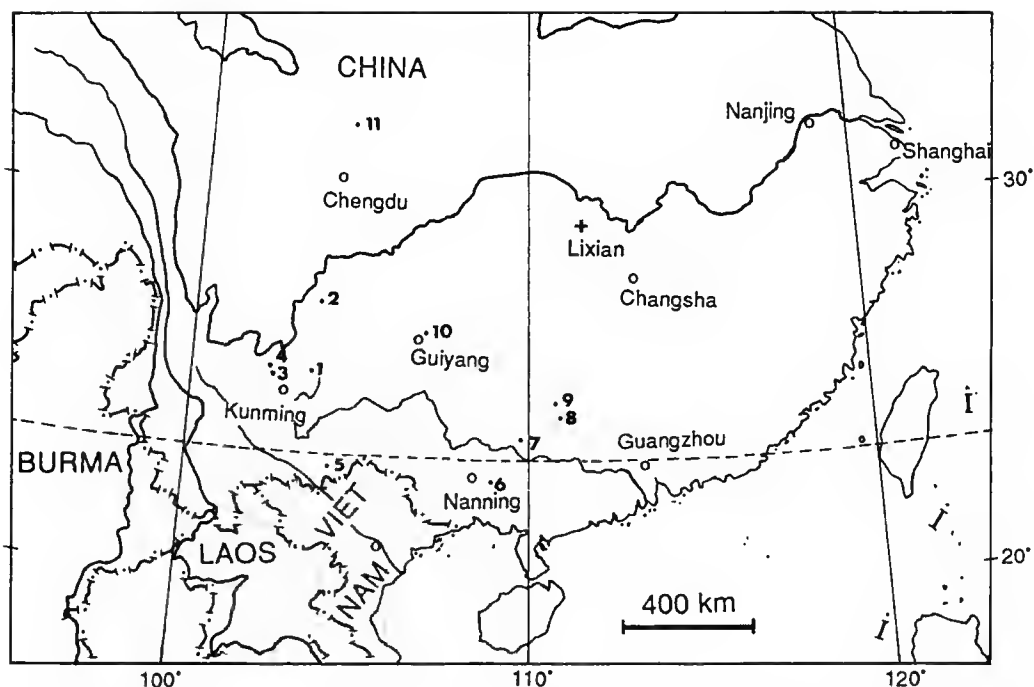 CHINA
11
Nanjing
Shanghai
30°
Chengdu
+
Lixian
Changsha
2
10
Guiyang
4
3
1
Kunming
9
8
7
Guangzhou
BURMA
5
6
Nanning
VIET
NAM
LAOS
20°
400 km
100°
110°
120°